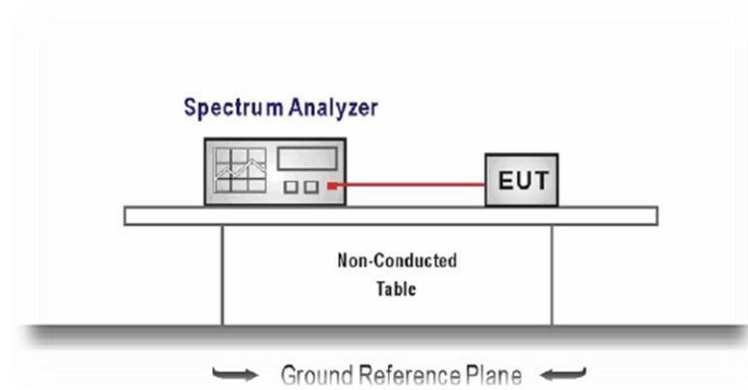 Spectrum Analyzer
EUT
Non-Conducted
Table
Ground Reference Plane